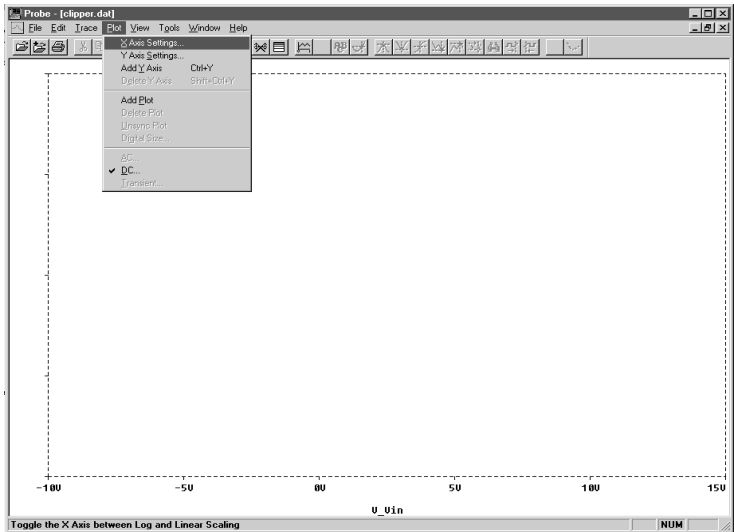 Probe - [clipper.dat]
File Edit Trace Plot View Tools Window Help
X Axis Settings...
Y Axis Settings...
Add Y Axis Ctrl+Y
Delete Y Axis Shift+Ctrl+Y
Add Plot
Delete Plot
Unsync Plot
Digital Size...
AC...
DC...
Transient...
-10V -5V 0V 5V 10V 15V
V_Vin
Toggle the X Axis between Log and Linear Scaling NUM